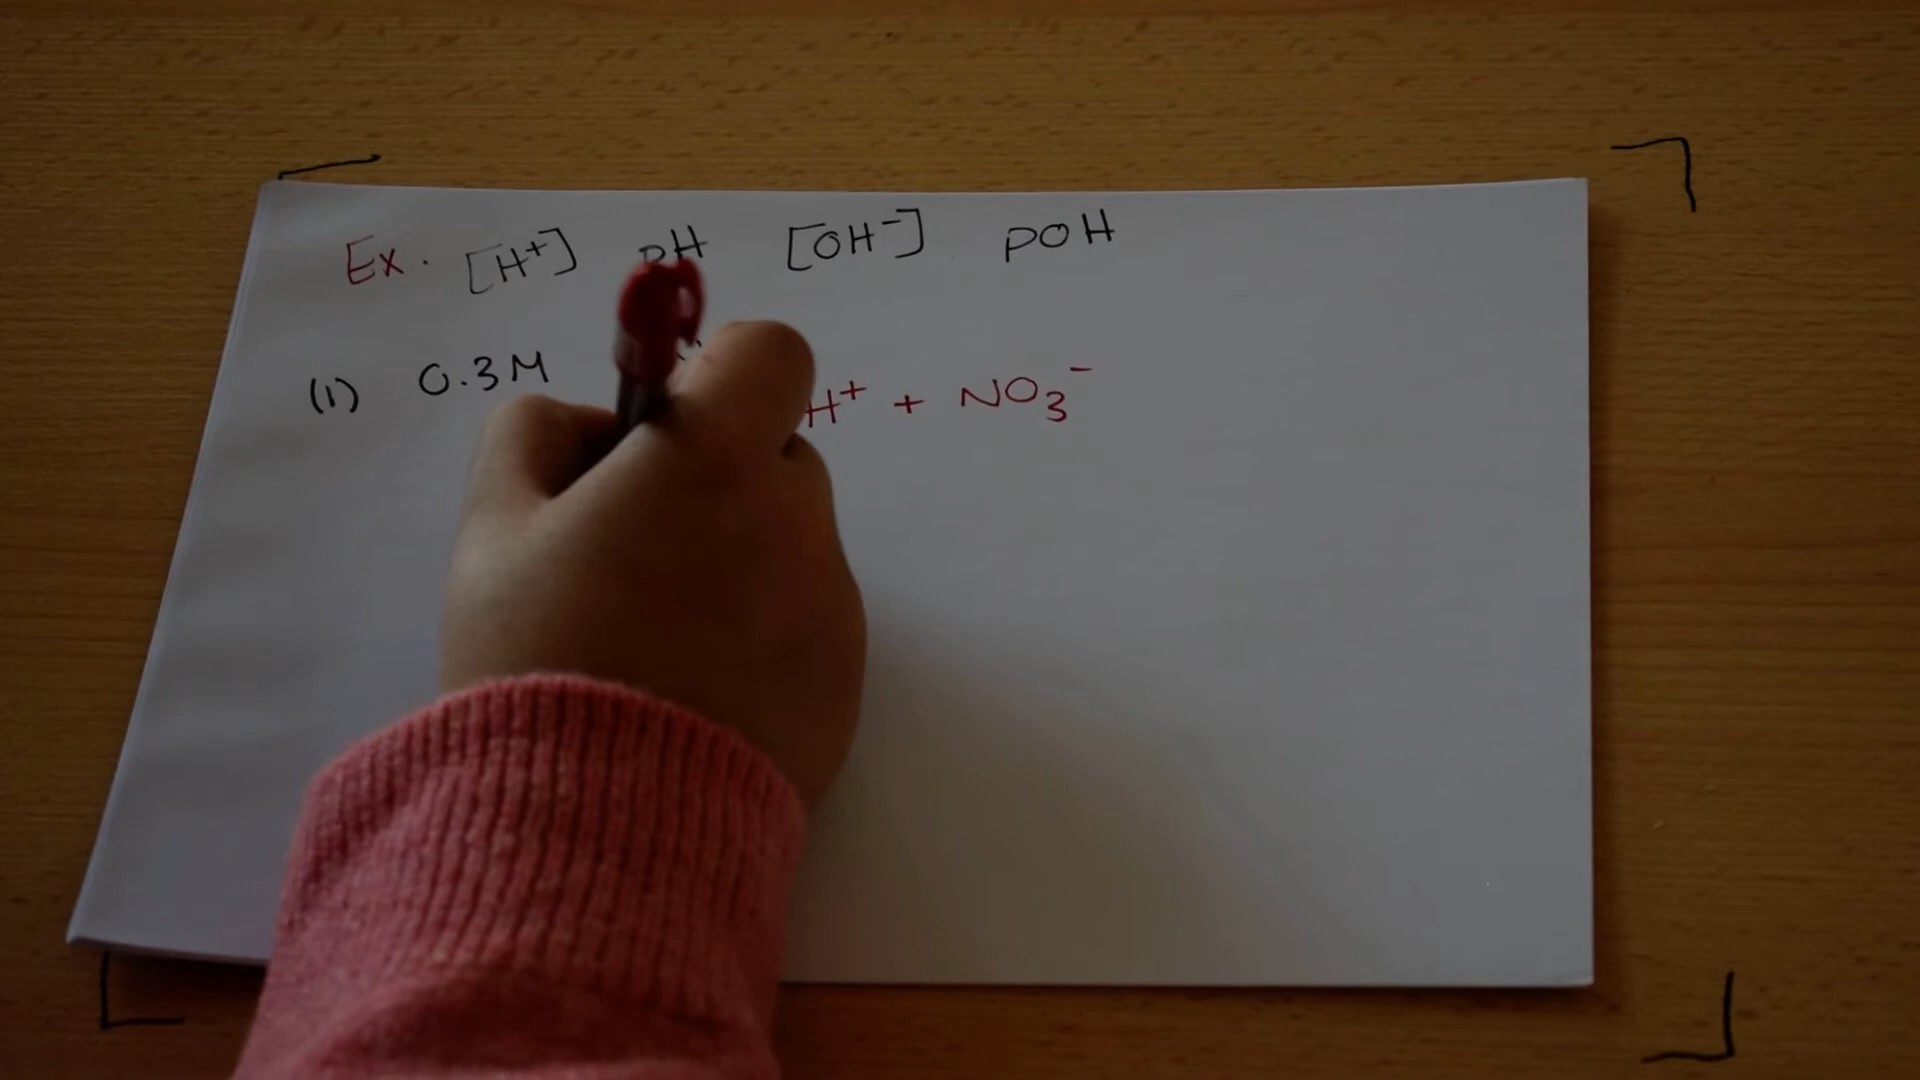 Ex. [H⁺] pH [OH⁻] pOH
(1) 0.3M H⁺ + NO₃⁻